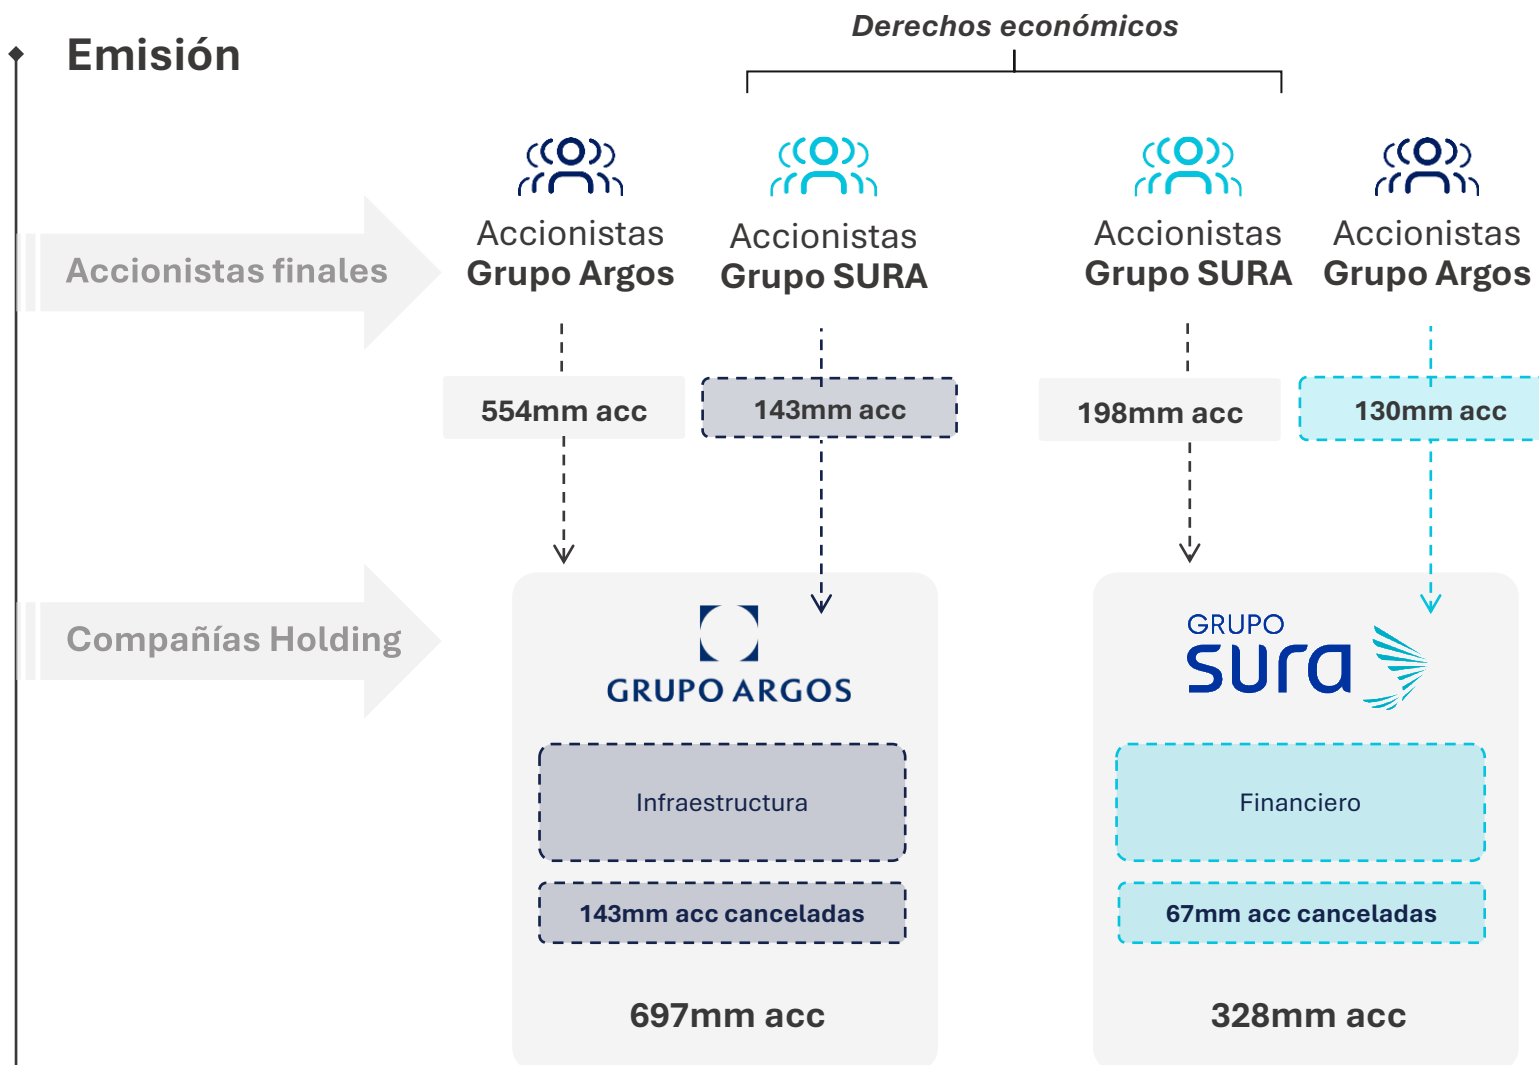 Derechos económicos
Emisión
Accionistas finales
Accionistas
Grupo Argos
Accionistas
Grupo SURA
Accionistas
Grupo SURA
Accionistas
Grupo Argos
554mm acc
143mm acc
198mm acc
130mm acc
Compañías Holding
GRUPO ARGOS
GRUPO
sura
Infraestructura
Financiero
143mm acc canceladas
67mm acc canceladas
697mm acc
328mm acc